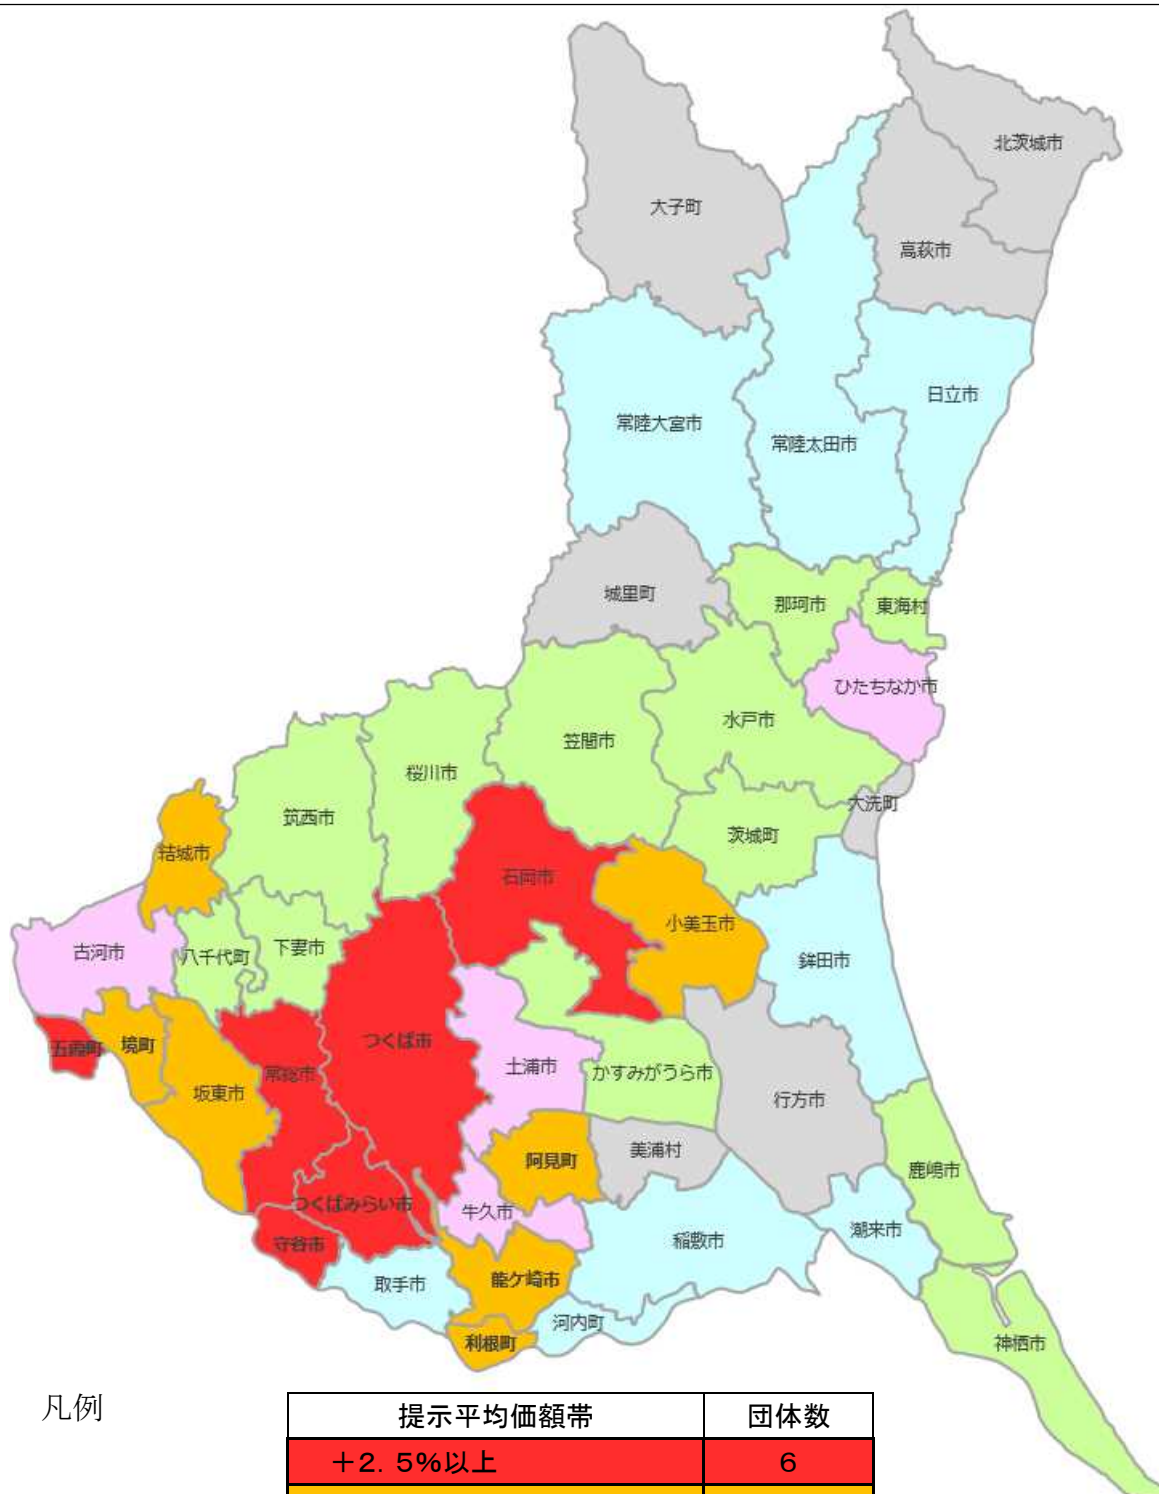 北茨城市
大子町
高萩市
日立市
常陸大宮市
常陸太田市
城里町
那珂市
東海村
ひたちなか市
水戸市
笠間市
桜川市
大洗町
筑西市
茨城町
結城市
石岡市
小美玉市
古河市
八千代町
下妻市
鉾田市
つくば市
五霞町
境町
土浦市
かすみがうら市
常総市
坂東市
行方市
美浦村
阿見町
鹿嶋市
つくばみらい市
牛久市
潮来市
守谷市
稲敷市
取手市
龍ケ崎市
河内町
利根町
神栖市
凡例
提示平均価額帯 団体数
+2.5%以上 6